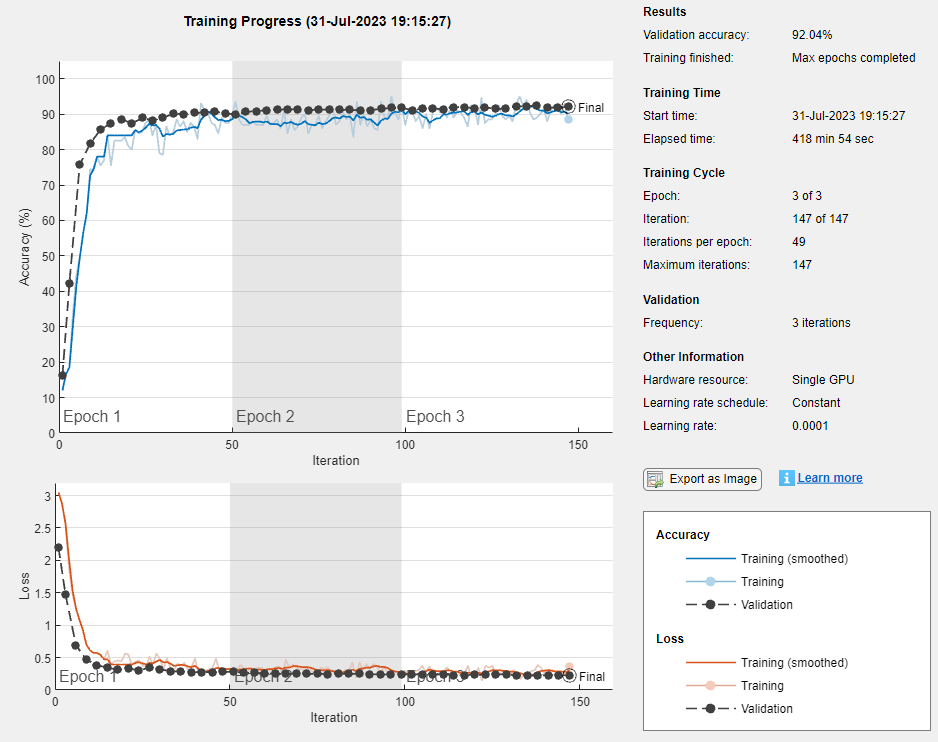 Training Progress (31-Jul-2023 19:15:27)
100
90
80
70
60
50
40
30
20
10
0
Accuracy (%)
Final
Epoch 1
Epoch 2
Epoch 3
0
50
100
150
Iteration
3
2.5
2
1.5
1
0.5
0
Loss
Final
Epoch 1
Epoch 2
Epoch 3
0
50
100
150
Iteration
Results
Validation accuracy: 92.04%
Training finished: Max epochs completed
Training Time
Start time: 31-Jul-2023 19:15:27
Elapsed time: 418 min 54 sec
Training Cycle
Epoch: 3 of 3
Iteration: 147 of 147
Iterations per epoch: 49
Maximum iterations: 147
Validation
Frequency: 3 iterations
Other Information
Hardware resource: Single GPU
Learning rate schedule: Constant
Learning rate: 0.0001
Export as Image
i Learn more
Accuracy
Training (smoothed)
Training
Validation
Loss
Training (smoothed)
Training
Validation